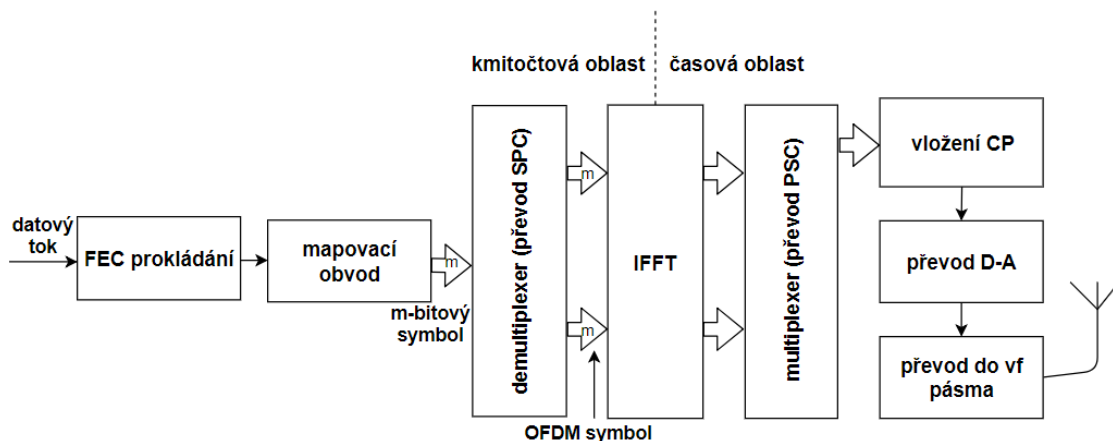 kmitočtová oblast
časová oblast
datový
tok
FEC prokládání
mapovací
obvod
m
m-bitový
symbol
demultiplexer (převod SPC)
m
m
OFDM symbol
IFFT
multiplexer (převod PSC)
vložení CP
převod D-A
převod do vf
pásma